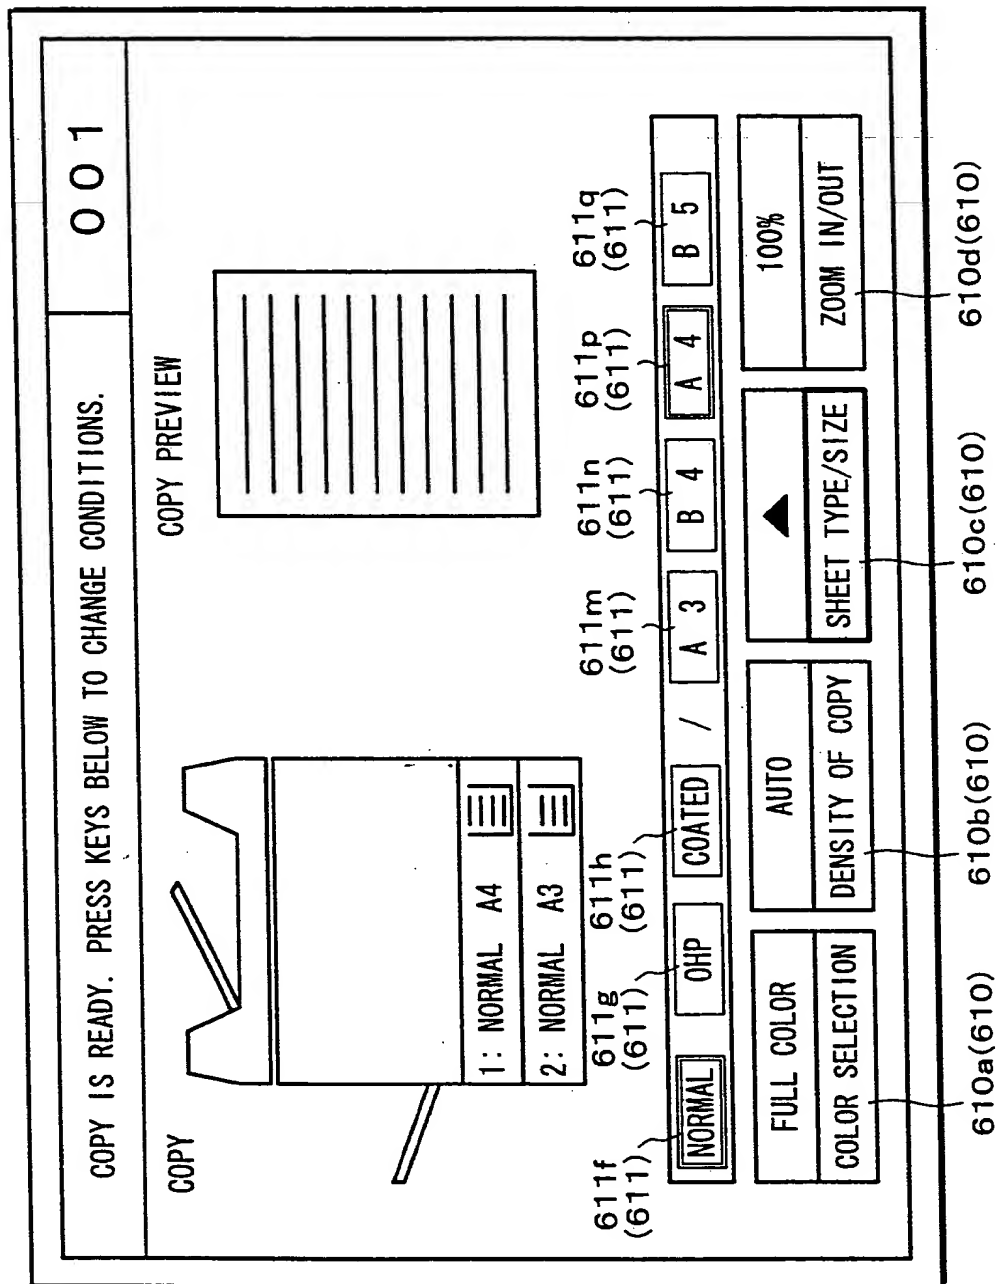 COPY IS READY. PRESS KEYS BELOW TO CHANGE CONDITIONS.
001
COPY
COPY PREVIEW
1: NORMAL A4
2: NORMAL A3
611f
(611)
611g
(611)
611h
(611)
611m
(611)
611n
(611)
611p
(611)
611q
(611)
NORMAL
OHP
COATED
/
A 3
B 4
A 4
B 5
FULL COLOR
COLOR SELECTION
AUTO
DENSITY OF COPY
▲
SHEET TYPE/SIZE
100%
ZOOM IN/OUT
610a(610)
610b(610)
610c(610)
610d(610)